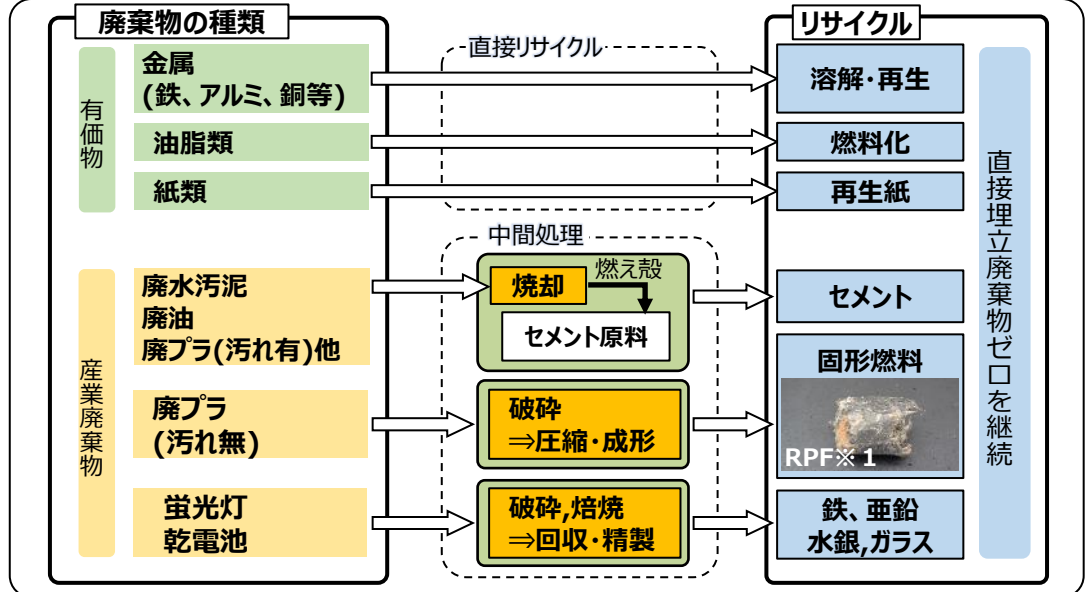 廃棄物の種類
直接リサイクル
リサイクル
有価物
金属
(鉄、アルミ、銅等)
溶解・再生
油脂類
燃料化
紙類
再生紙
中間処理
産業廃棄物
廃水汚泥
廃油
廃プラ(汚れ有)他
焼却
燃え殻
セメント原料
セメント
廃プラ
(汚れ無)
破砕
⇒圧縮・成形
固形燃料
RPF※1
蛍光灯
乾電池
破砕,焙焼
⇒回収・精製
鉄、亜鉛
水銀,ガラス
直接埋立廃棄物ゼロを継続